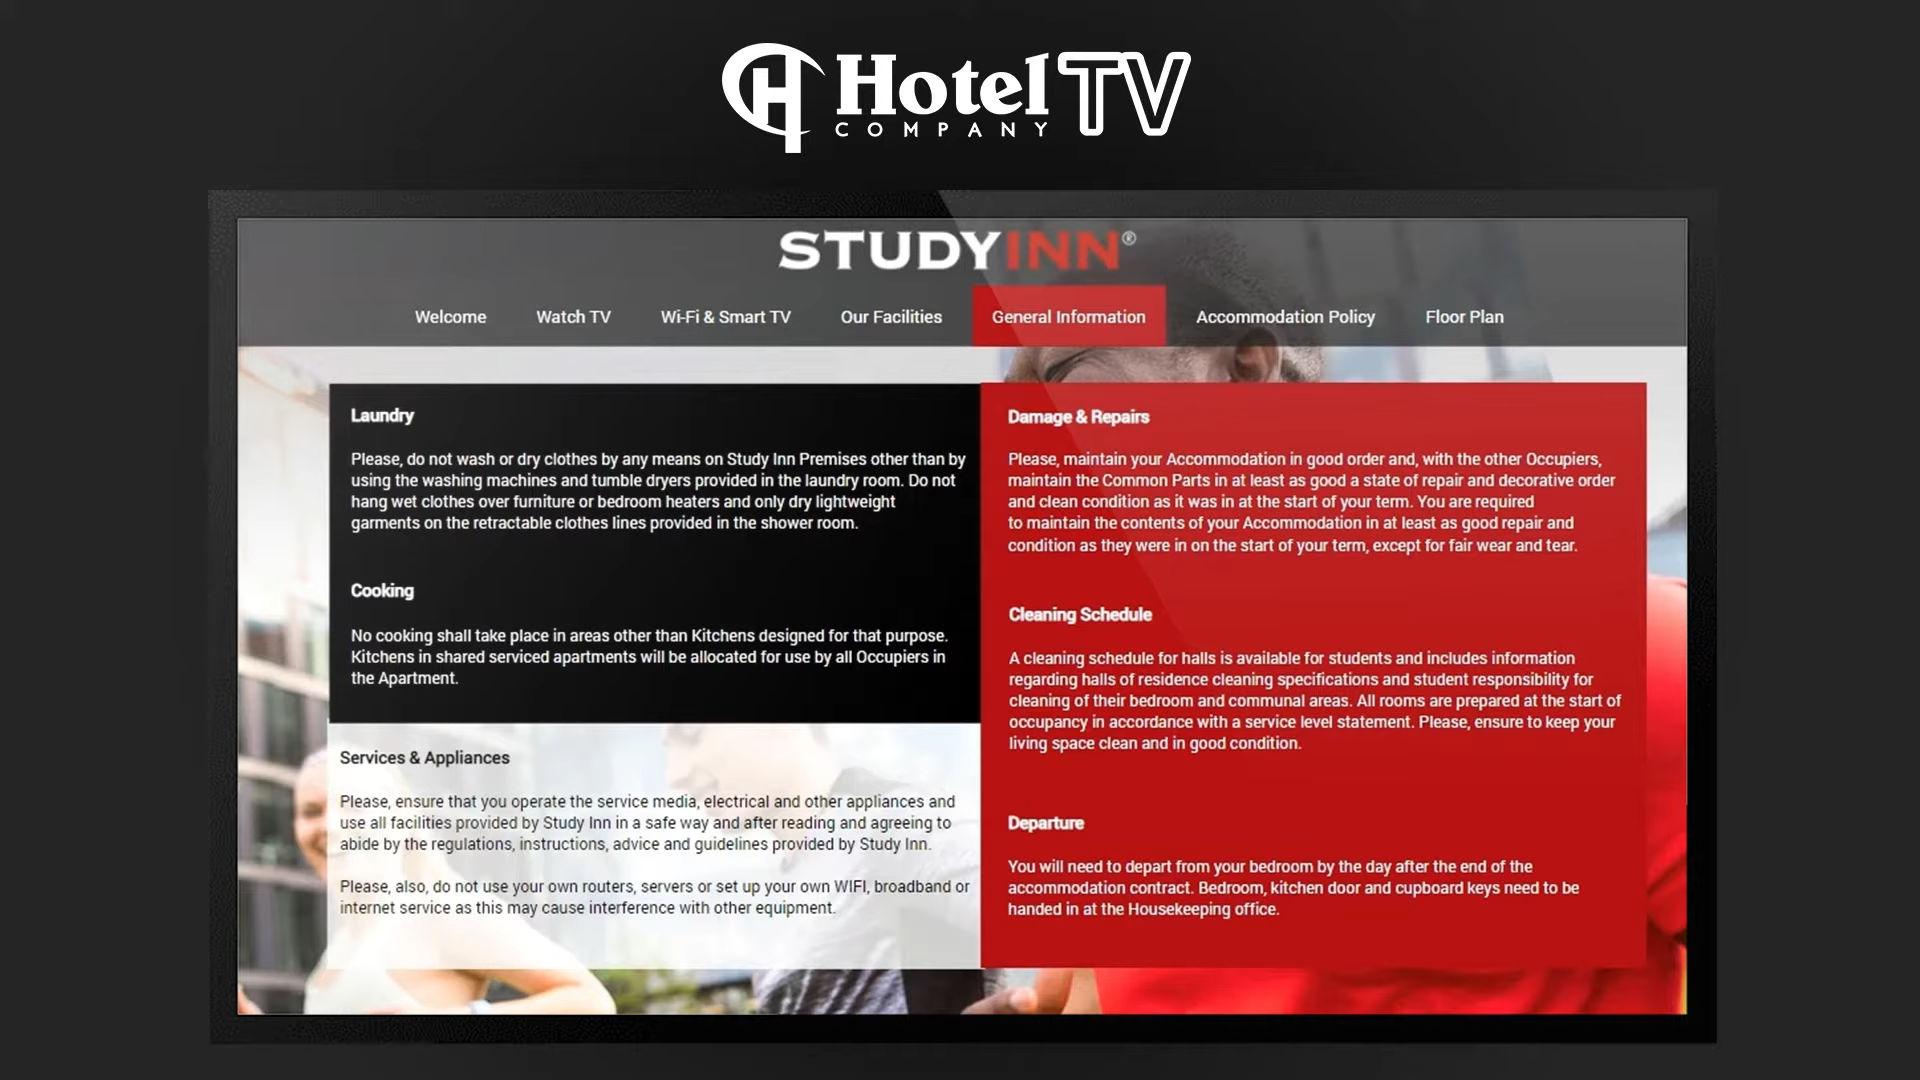 Hotel TV
COMPANY
STUDYINN®
Welcome Watch TV Wi-Fi & Smart TV Our Facilities General Information Accommodation Policy Floor Plan
Laundry
Please, do not wash or dry clothes by any means on Study Inn Premises other than by
using the washing machines and tumble dryers provided in the laundry room. Do not
hang wet clothes over furniture or bedroom heaters and only dry lightweight
garments on the retractable clothes lines provided in the shower room.
Cooking
No cooking shall take place in areas other than Kitchens designed for that purpose.
Kitchens in shared serviced apartments will be allocated for use by all Occupiers in
the Apartment.
Services & Appliances
Please, ensure that you operate the service media, electrical and other appliances and
use all facilities provided by Study Inn in a safe way and after reading and agreeing to
abide by the regulations, instructions, advice and guidelines provided by Study Inn.
Please, also, do not use your own routers, servers or set up your own WIFI, broadband or
internet service as this may cause interference with other equipment.
Damage & Repairs
Please, maintain your Accommodation in good order and, with the other Occupiers,
maintain the Common Parts in at least as good a state of repair and decorative order
and clean condition as it was in at the start of your term. You are required
to maintain the contents of your Accommodation in at least as good repair and
condition as they were in on the start of your term, except for fair wear and tear.
Cleaning Schedule
A cleaning schedule for halls is available for students and includes information
regarding halls of residence cleaning specifications and student responsibility for
cleaning of their bedroom and communal areas. All rooms are prepared at the start of
occupancy in accordance with a service level statement. Please, ensure to keep your
living space clean and in good condition.
Departure
You will need to depart from your bedroom by the day after the end of the
accommodation contract. Bedroom, kitchen door and cupboard keys need to be
handed in at the Housekeeping office.